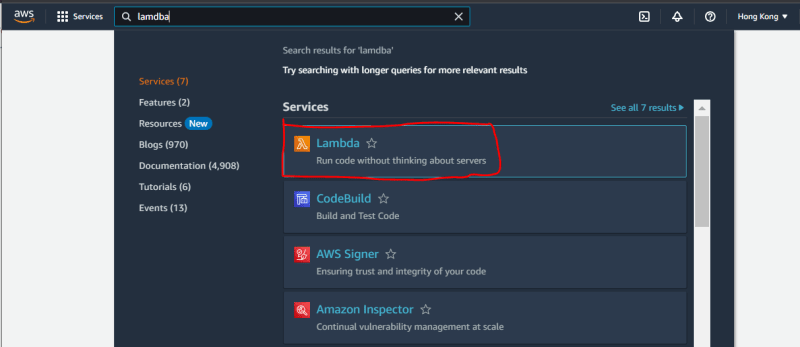 aws
Services
lamdba
Hong Kong
Search results for 'lamdba'
Try searching with longer queries for more relevant results
Services (7)
Features (2)
Resources New
Blogs (970)
Documentation (4,908)
Tutorials (6)
Events (13)
Services
See all 7 results
Lambda
Run code without thinking about servers
CodeBuild
Build and Test Code
AWS Signer
Ensuring trust and integrity of your code
Amazon Inspector
Continual vulnerability management at scale